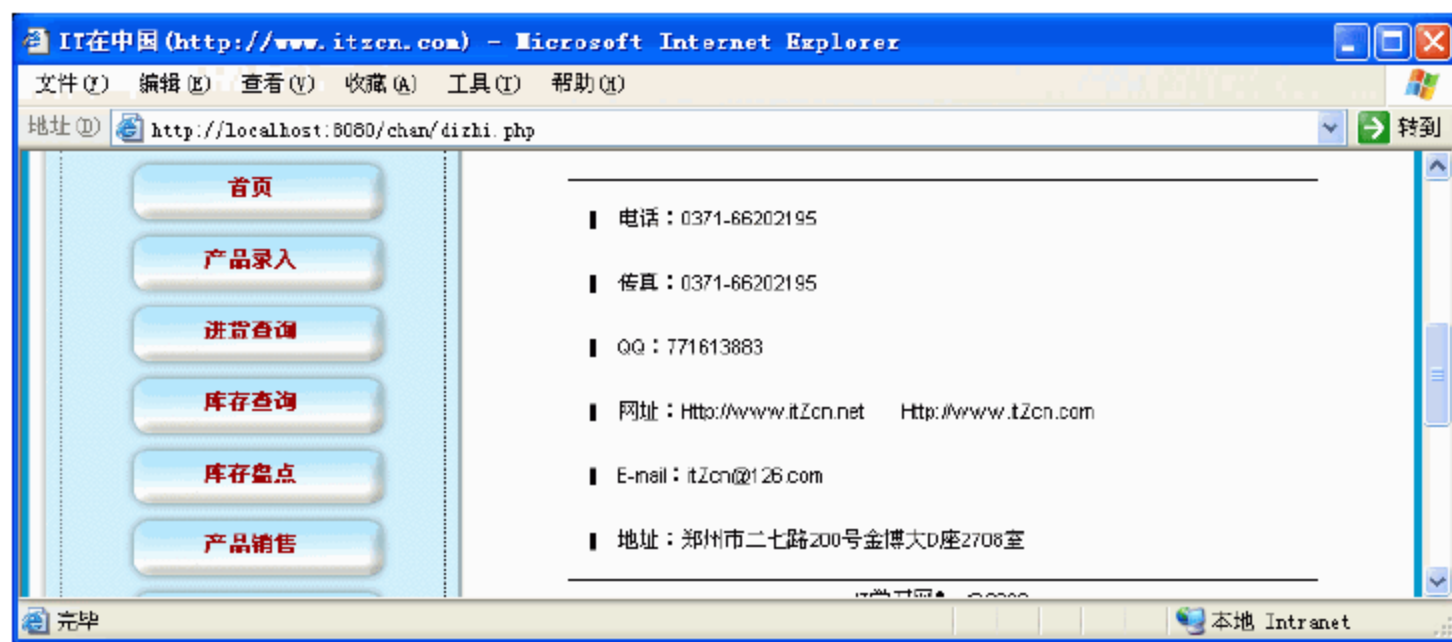 IT在中国(http://www.itzcn.com) - Microsoft Internet Explorer
文件(F) 编辑(E) 查看(V) 收藏(A) 工具(T) 帮助(H)
地址(D) http://localhost:8080/chan/dizhi.php 转到
首页
产品录入
进货查询
库存查询
库存盘点
产品销售
电话：0371-66202195
传真：0371-66202195
QQ：771613883
网址：Http://www.itZcn.net Http://www.itZcn.com
E-mail：itZcn@126.com
地址：郑州市二七路200号金博大D座2708室
完毕 本地 Intranet